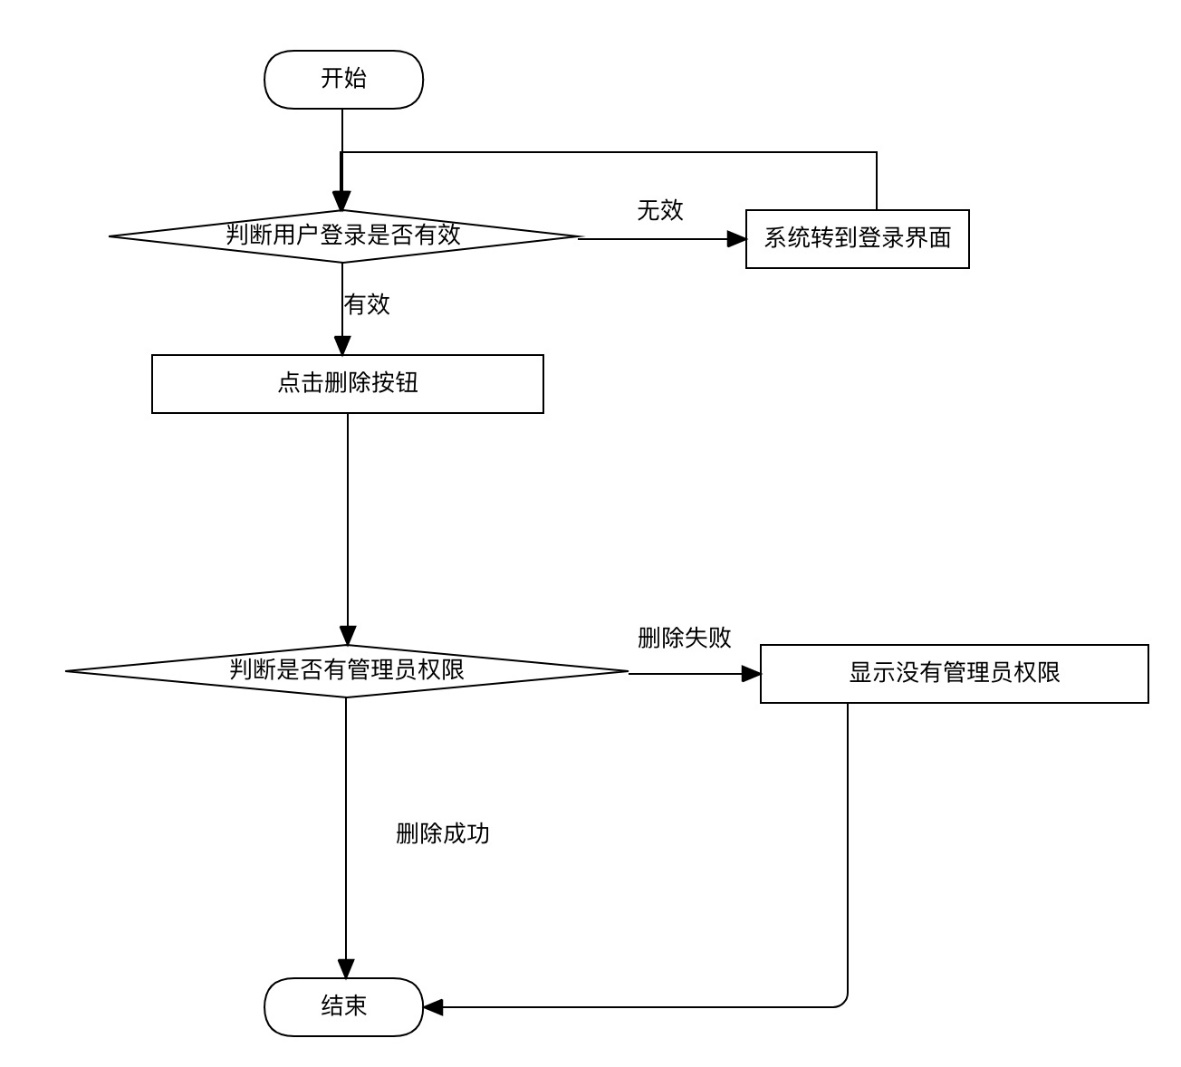 开始
判断用户登录是否有效
无效
系统转到登录界面
有效
点击删除按钮
判断是否有管理员权限
删除失败
显示没有管理员权限
删除成功
结束